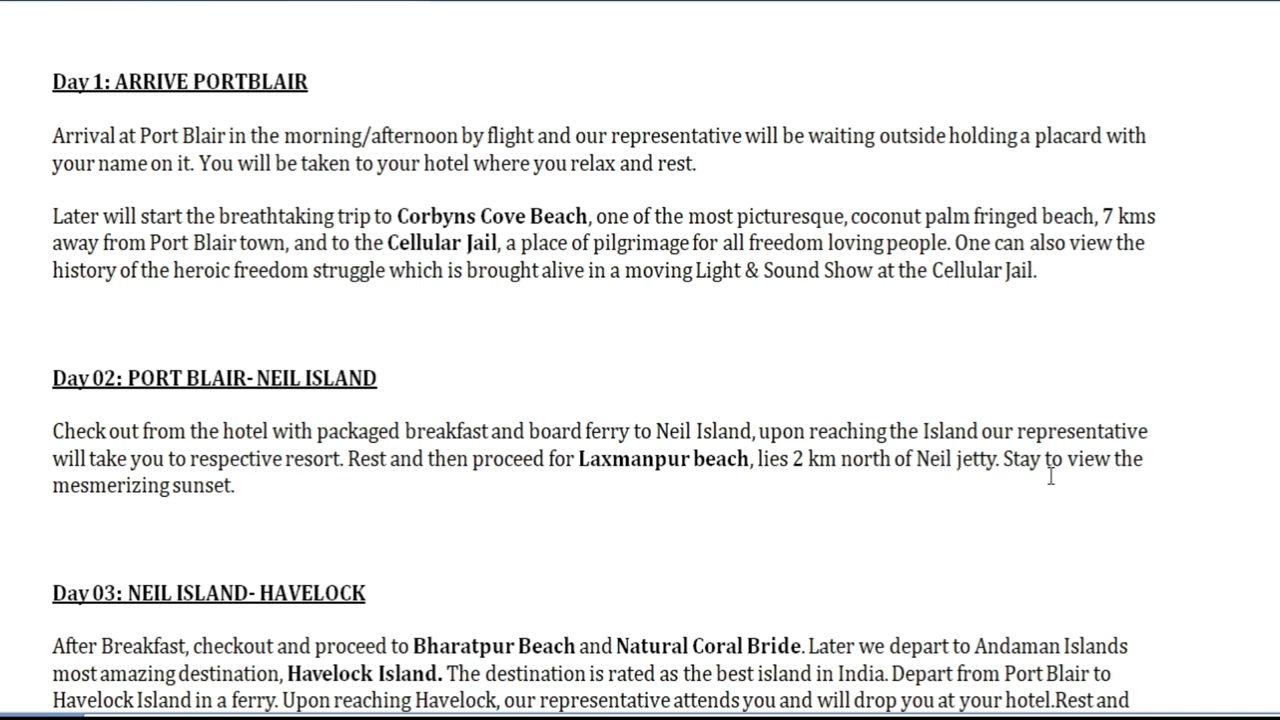 Day 1: ARRIVE PORTBLAIR
Arrival at Port Blair in the morning/afternoon by flight and our representative will be waiting outside holding a placard with
your name on it. You will be taken to your hotel where you relax and rest.
Later will start the breathtaking trip to Corbyns Cove Beach, one of the most picturesque, coconut palm fringed beach, 7 kms
away from Port Blair town, and to the Cellular Jail, a place of pilgrimage for all freedom loving people. One can also view the
history of the heroic freedom struggle which is brought alive in a moving Light & Sound Show at the Cellular Jail.
Day 02: PORT BLAIR- NEIL ISLAND
Check out from the hotel with packaged breakfast and board ferry to Neil Island, upon reaching the Island our representative
will take you to respective resort. Rest and then proceed for Laxmanpur beach, lies 2 km north of Neil jetty. Stay to view the
mesmerizing sunset.
Day 03: NEIL ISLAND- HAVELOCK
After Breakfast, checkout and proceed to Bharatpur Beach and Natural Coral Bride. Later we depart to Andaman Islands
most amazing destination, Havelock Island. The destination is rated as the best island in India. Depart from Port Blair to
Havelock Island in a ferry. Upon reaching Havelock, our representative attends you and will drop you at your hotel.Rest and